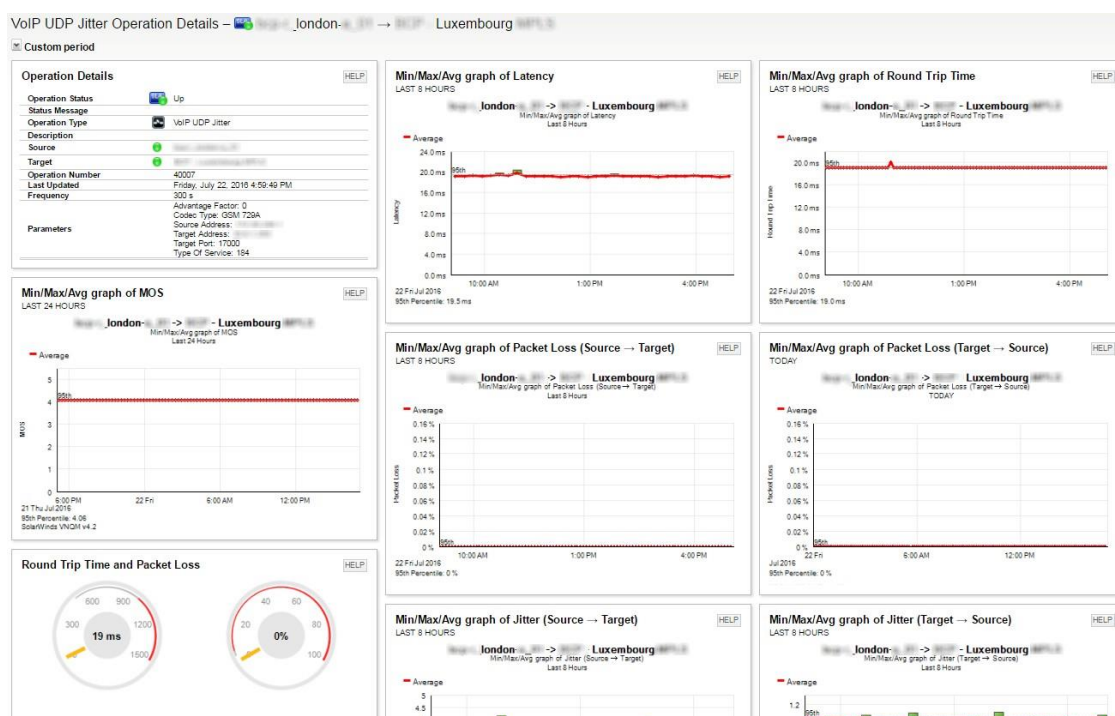 VoIP UDP Jitter Operation Details – _london- → Luxembourg
Custom period
Operation Details
HELP
Operation Status Up
Status Message
Operation Type VoIP UDP Jitter
Description
Source
Target
Operation Number 40007
Last Updated Friday, July 22, 2016 4:59:49 PM
Frequency 300 s
Parameters
Advantage Factor: 0
Codec Type: GSM 729A
Source Address:
Target Address:
Target Port: 17000
Type Of Service: 184
Min/Max/Avg graph of MOS
HELP
LAST 24 HOURS
_london- -> - Luxembourg
Min/Max/Avg graph of MOS
Last 24 Hours
Average
5
95th
4
3
2
1
0
MOS
6:00 PM 22 Fri 6:00 AM 12:00 PM
21 Thu Jul 2016
95th Percentile: 4.06
SolarWinds VNQM v4.2
Round Trip Time and Packet Loss
HELP
0 300 600 900 1200 1500
19 ms
20 40 60 80 100
0%
Min/Max/Avg graph of Latency
HELP
LAST 8 HOURS
_london- -> - Luxembourg
Min/Max/Avg graph of Latency
Last 8 Hours
Average
24.0 ms
95th
20.0 ms
16.0 ms
12.0 ms
8.0 ms
4.0 ms
0.0 ms
Latency
10:00 AM 1:00 PM 4:00 PM
22 Fri Jul 2016
95th Percentile: 19.5 ms
Min/Max/Avg graph of Round Trip Time
HELP
LAST 8 HOURS
_london- -> - Luxembourg
Min/Max/Avg graph of Round Trip Time
Last 8 Hours
Average
20.0 ms
95th
16.0 ms
12.0 ms
8.0 ms
4.0 ms
0.0 ms
Round Trip Time
10:00 AM 1:00 PM 4:00 PM
22 Fri Jul 2016
95th Percentile: 19.0 ms
Min/Max/Avg graph of Packet Loss (Source → Target)
HELP
LAST 8 HOURS
_london- -> - Luxembourg
Min/Max/Avg graph of Packet Loss (Source → Target)
Last 8 Hours
Average
0.16 %
0.14 %
0.12 %
0.1 %
0.08 %
0.06 %
0.04 %
0.02 %
95th
0 %
Packet Loss
10:00 AM 1:00 PM 4:00 PM
22 Fri Jul 2016
95th Percentile: 0 %
Min/Max/Avg graph of Packet Loss (Target → Source)
HELP
TODAY
_london- -> - Luxembourg
Min/Max/Avg graph of Packet Loss (Target → Source)
TODAY
Average
0.16 %
0.14 %
0.12 %
0.1 %
0.08 %
0.06 %
0.04 %
0.02 %
95th
0 %
Packet Loss
22 Fri 6:00 AM 12:00 PM
Jul 2016
95th Percentile: 0 %
Min/Max/Avg graph of Jitter (Source → Target)
HELP
LAST 8 HOURS
_london- -> - Luxembourg
Min/Max/Avg graph of Jitter (Source → Target)
Last 8 Hours
Average
5
4.5
Min/Max/Avg graph of Jitter (Target → Source)
HELP
LAST 8 HOURS
_london- -> - Luxembourg
Min/Max/Avg graph of Jitter (Target → Source)
Last 8 Hours
Average
1.2
95th